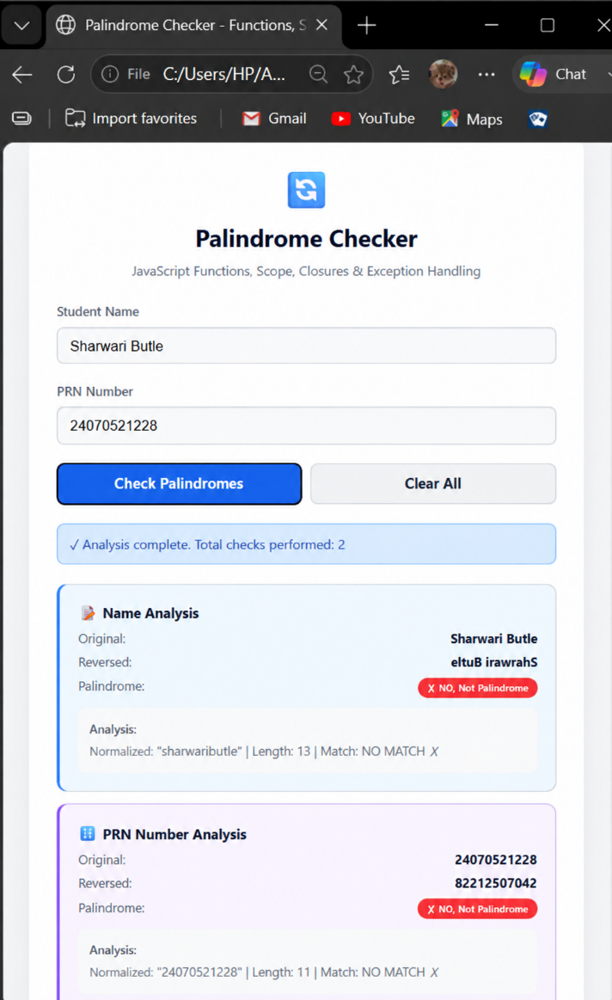 Palindrome Checker - Functions, S
File C:/Users/HP/A...
Chat
Import favorites
Gmail
YouTube
Maps
Palindrome Checker
JavaScript Functions, Scope, Closures & Exception Handling
Student Name
Sharwari Butle
PRN Number
24070521228
Check Palindromes
Clear All
✓ Analysis complete. Total checks performed: 2
Name Analysis
Original: Sharwari Butle
Reversed: eltuB irawrahS
Palindrome: ✗ NO, Not Palindrome
Analysis:
Normalized: "sharwaributle" | Length: 13 | Match: NO MATCH ✗
PRN Number Analysis
Original: 24070521228
Reversed: 82212507042
Palindrome: ✗ NO, Not Palindrome
Analysis:
Normalized: "24070521228" | Length: 11 | Match: NO MATCH ✗